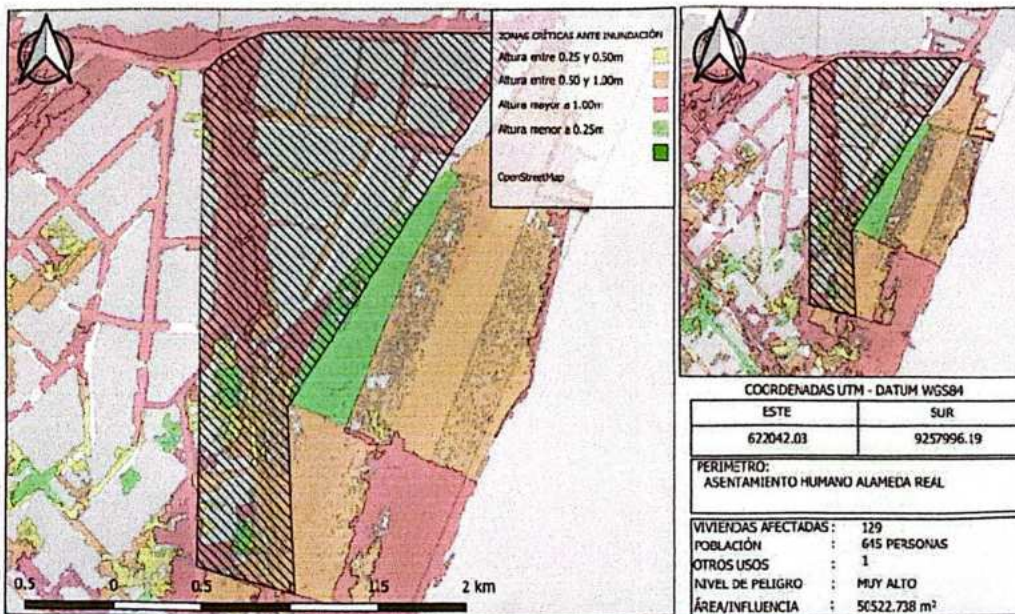 ZONAS CRÍTICAS ANTE INUNDACIÓN
Altura entre 0.25 y 0.50m
Altura entre 0.50 y 1.00m
Altura mayor a 1.00m
Altura menor a 0.25m
OpenStreetMap
0.5 0 0.5 1 1.5 2 km
COORDENADAS UTM - DATUM WGS84
ESTE SUR
622042.03 9257996.19
PERIMETRO:
ASENTAMIENTO HUMANO ALAMEDA REAL
VIVIENDAS AFECTADAS : 129
POBLACIÓN : 645 PERSONAS
OTROS USOS : 1
NIVEL DE PELIGRO : MUY ALTO
ÁREA/INFLUENCIA : 50522.738 m²